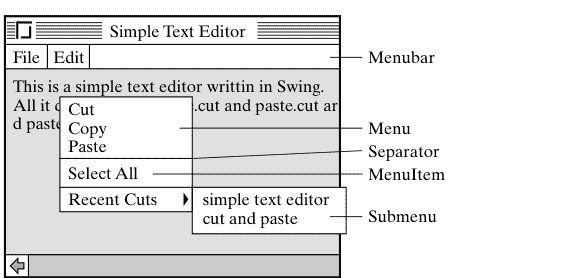 Simple Text Editor
File Edit
Menubar
This is a simple text editor writtin in Swing.
All it c .cut and paste.cut ar
d paste
Cut
Copy
Paste
Menu
Separator
Select All
MenuItem
Recent Cuts
simple text editor
cut and paste
Submenu